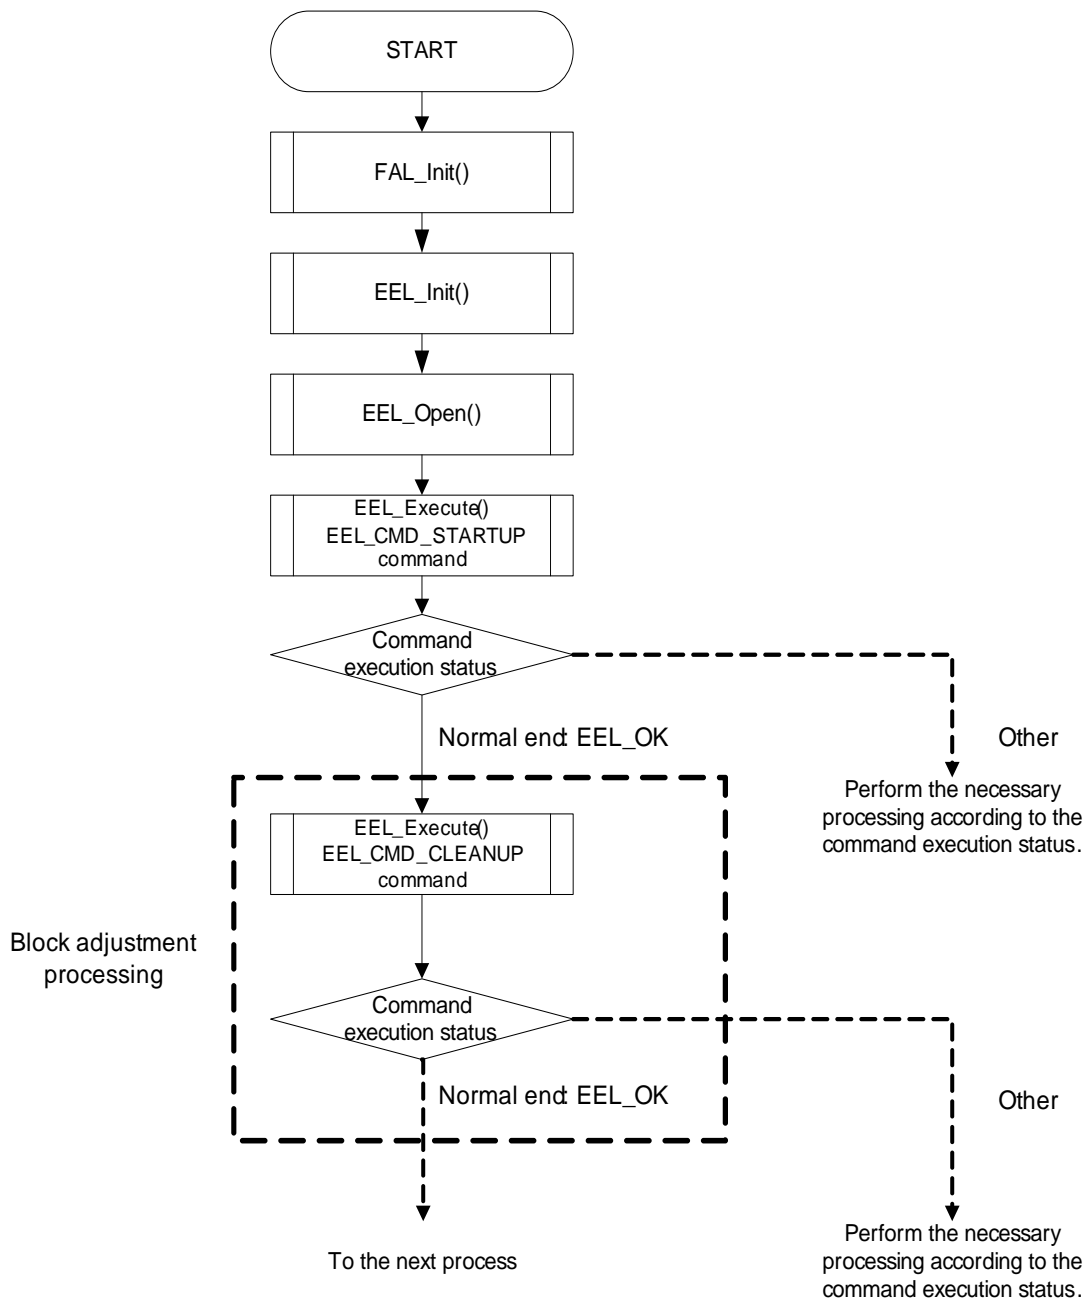 START
FAL_Init()
EEL_Init()
EEL_Open()
EEL_Execute()
EEL_CMD_STARTUP
command
Command
execution status
Normal end: EEL_OK
Other
Perform the necessary
processing according to the
command execution status.
EEL_Execute()
EEL_CMD_CLEANUP
command
Block adjustment
processing
Command
execution status
Normal end: EEL_OK
Other
To the next process
Perform the necessary
processing according to the
command execution status.